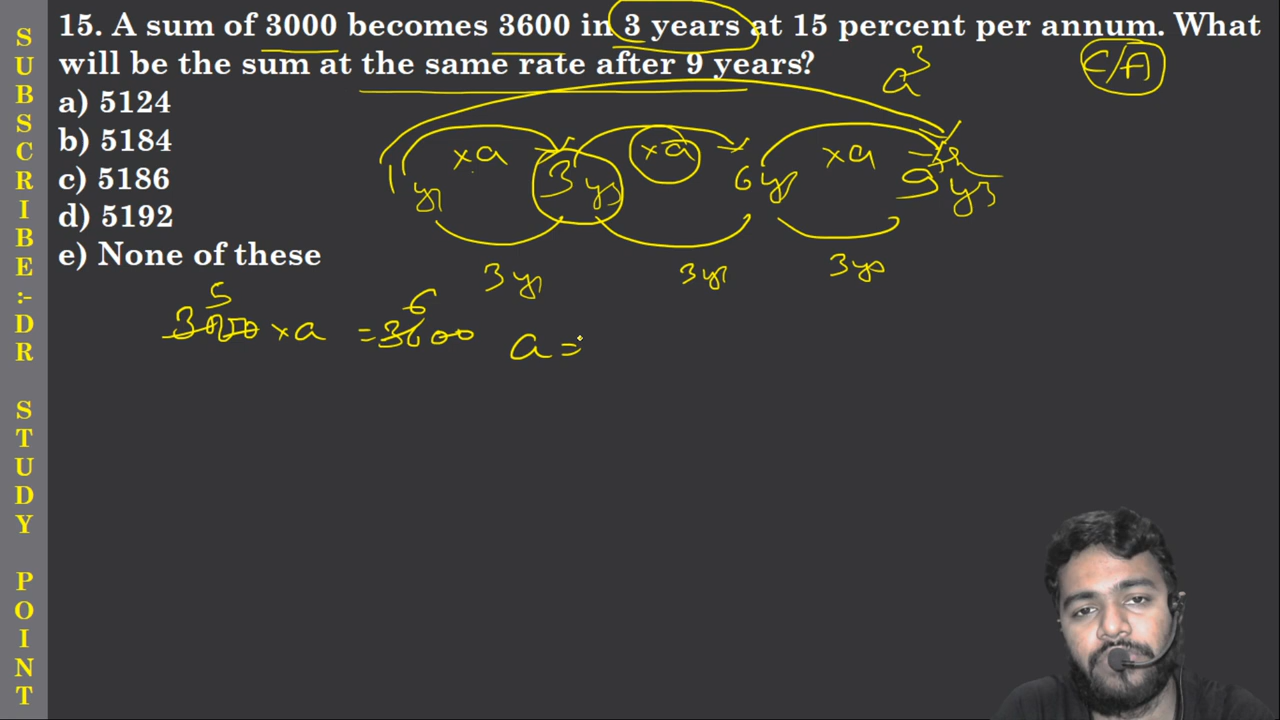 SUBSCRIBE :- DR STUDY POINT
15. A sum of 3000 becomes 3600 in 3 years at 15 percent per annum. What
will be the sum at the same rate after 9 years?
a) 5124
b) 5184
c) 5186
d) 5192
e) None of these
a³
×a ×a ×a
1 yr 3 yr 6 yr 9 yr
3 yr 3 yr 3 yr
5 6
3000 × a = 3600 a =